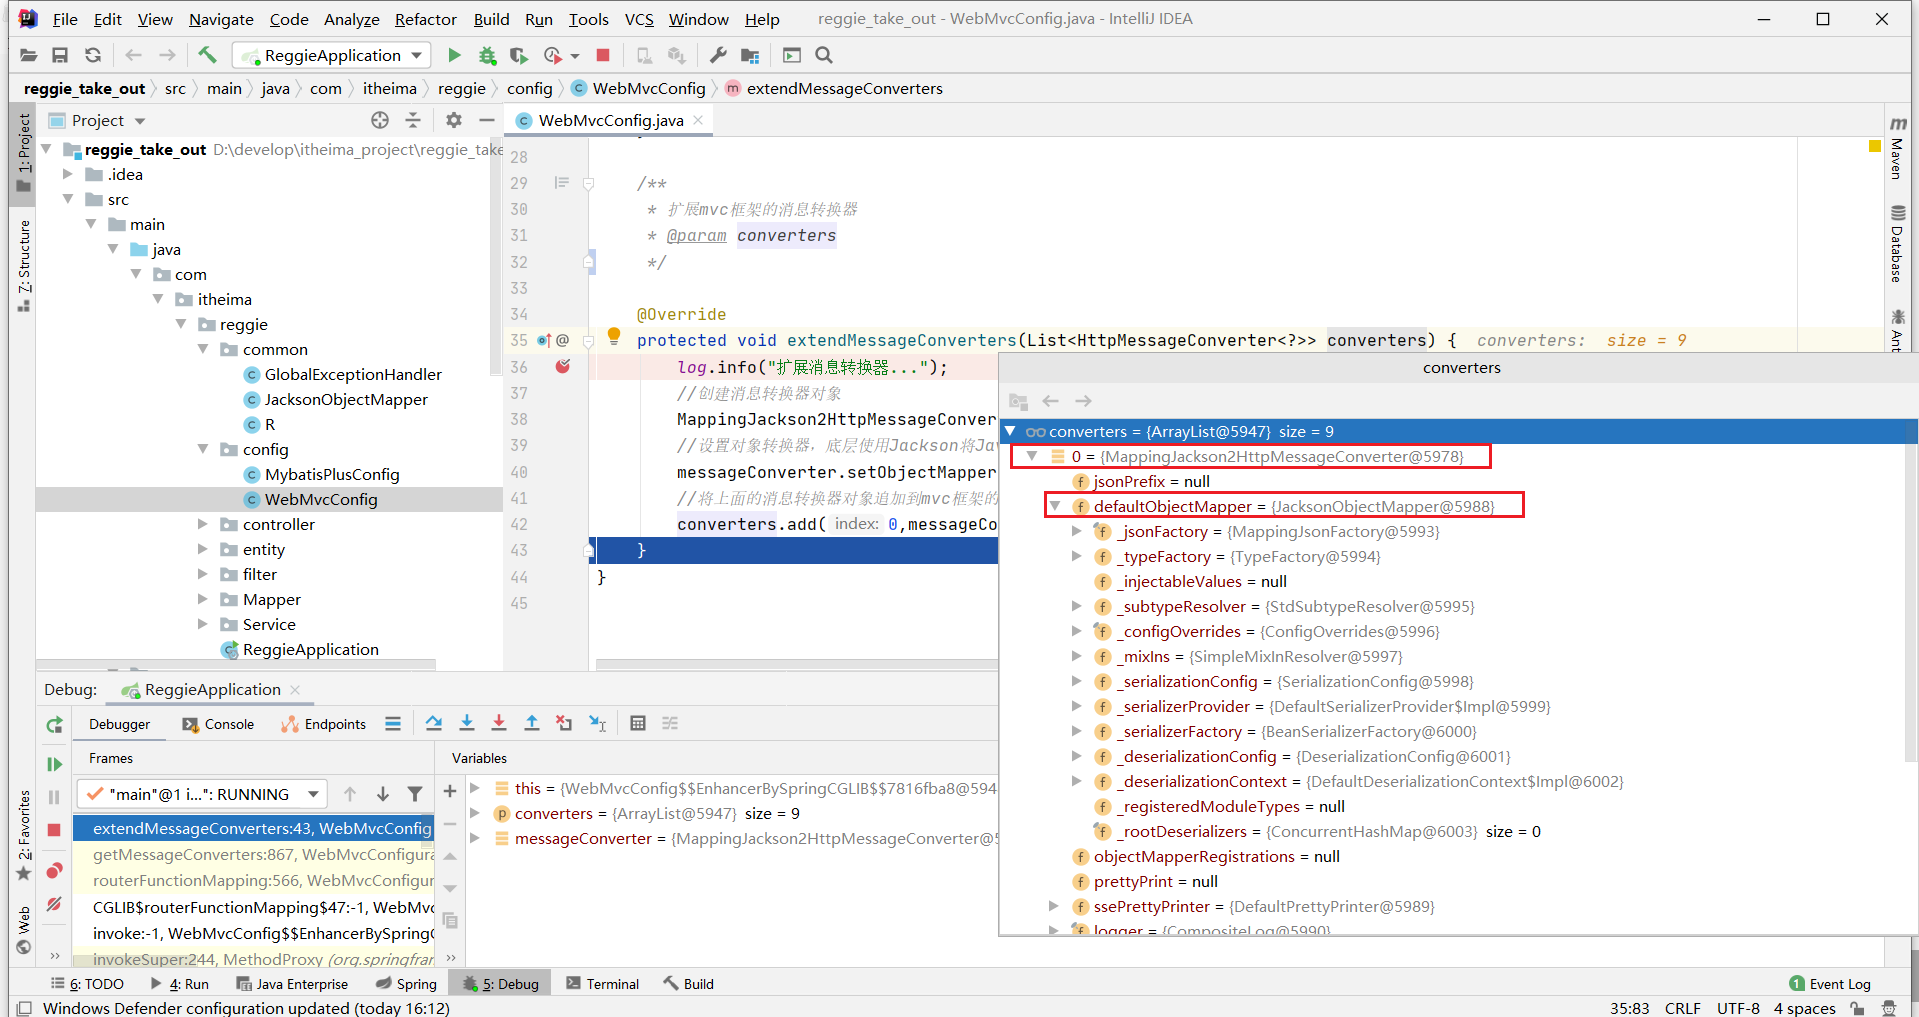 File Edit View Navigate Code Analyze Refactor Build Run Tools VCS Window Help reggie_take_out - WebMvcConfig.java - IntelliJ IDEA
ReggieApplication
reggie_take_out src main java com itheima reggie config WebMvcConfig extendMessageConverters
Project
WebMvcConfig.java
1: Project
Z: Structure
2: Favorites
Web
Maven
Database
Ant
reggie_take_out D:\develop\itheima_project\reggie_take
.idea
src
main
java
com
itheima
reggie
common
GlobalExceptionHandler
JacksonObjectMapper
R
config
MybatisPlusConfig
WebMvcConfig
controller
entity
filter
Mapper
Service
ReggieApplication
28
29 /**
30 * 扩展mvc框架的消息转换器
31 * @param converters
32 */
33
34 @Override
35 protected void extendMessageConverters(List<HttpMessageConverter<?>> converters) { converters: size = 9
36 log.info("扩展消息转换器...");
37 //创建消息转换器对象
38 MappingJackson2HttpMessageConver
39 //设置对象转换器，底层使用Jackson将Jav
40 messageConverter.setObjectMapper
41 //将上面的消息转换器对象追加到mvc框架的
42 converters.add( index: 0,messageCo
43 }
44 }
45
converters
converters = {ArrayList@5947} size = 9
0 = {MappingJackson2HttpMessageConverter@5978}
jsonPrefix = null
defaultObjectMapper = {JacksonObjectMapper@5988}
_jsonFactory = {MappingJsonFactory@5993}
_typeFactory = {TypeFactory@5994}
_injectableValues = null
_subtypeResolver = {StdSubtypeResolver@5995}
_configOverrides = {ConfigOverrides@5996}
_mixIns = {SimpleMixInResolver@5997}
_serializationConfig = {SerializationConfig@5998}
_serializerProvider = {DefaultSerializerProvider$Impl@5999}
_serializerFactory = {BeanSerializerFactory@6000}
_deserializationConfig = {DeserializationConfig@6001}
_deserializationContext = {DefaultDeserializationContext$Impl@6002}
_registeredModuleTypes = null
_rootDeserializers = {ConcurrentHashMap@6003} size = 0
objectMapperRegistrations = null
prettyPrint = null
ssePrettyPrinter = {DefaultPrettyPrinter@5989}
logger = {CompositeLog@5990}
Debug: ReggieApplication
Debugger Console Endpoints
Frames
Variables
"main"@1 i...": RUNNING
extendMessageConverters:43, WebMvcConfig
getMessageConverters:867, WebMvcConfigura
routerFunctionMapping:566, WebMvcConfigur
CGLIB$routerFunctionMapping$47:-1, WebMvc
invoke:-1, WebMvcConfig$$EnhancerBySpringC
invokeSuper:244, MethodProxy (org.springfran
this = {WebMvcConfig$$EnhancerBySpringCGLIB$$7816fba8@594
converters = {ArrayList@5947} size = 9
messageConverter = {MappingJackson2HttpMessageConverter@5
6: TODO 4: Run Java Enterprise Spring 5: Debug Terminal Build 1 Event Log
Windows Defender configuration updated (today 16:12) 35:83 CRLF UTF-8 4 spaces